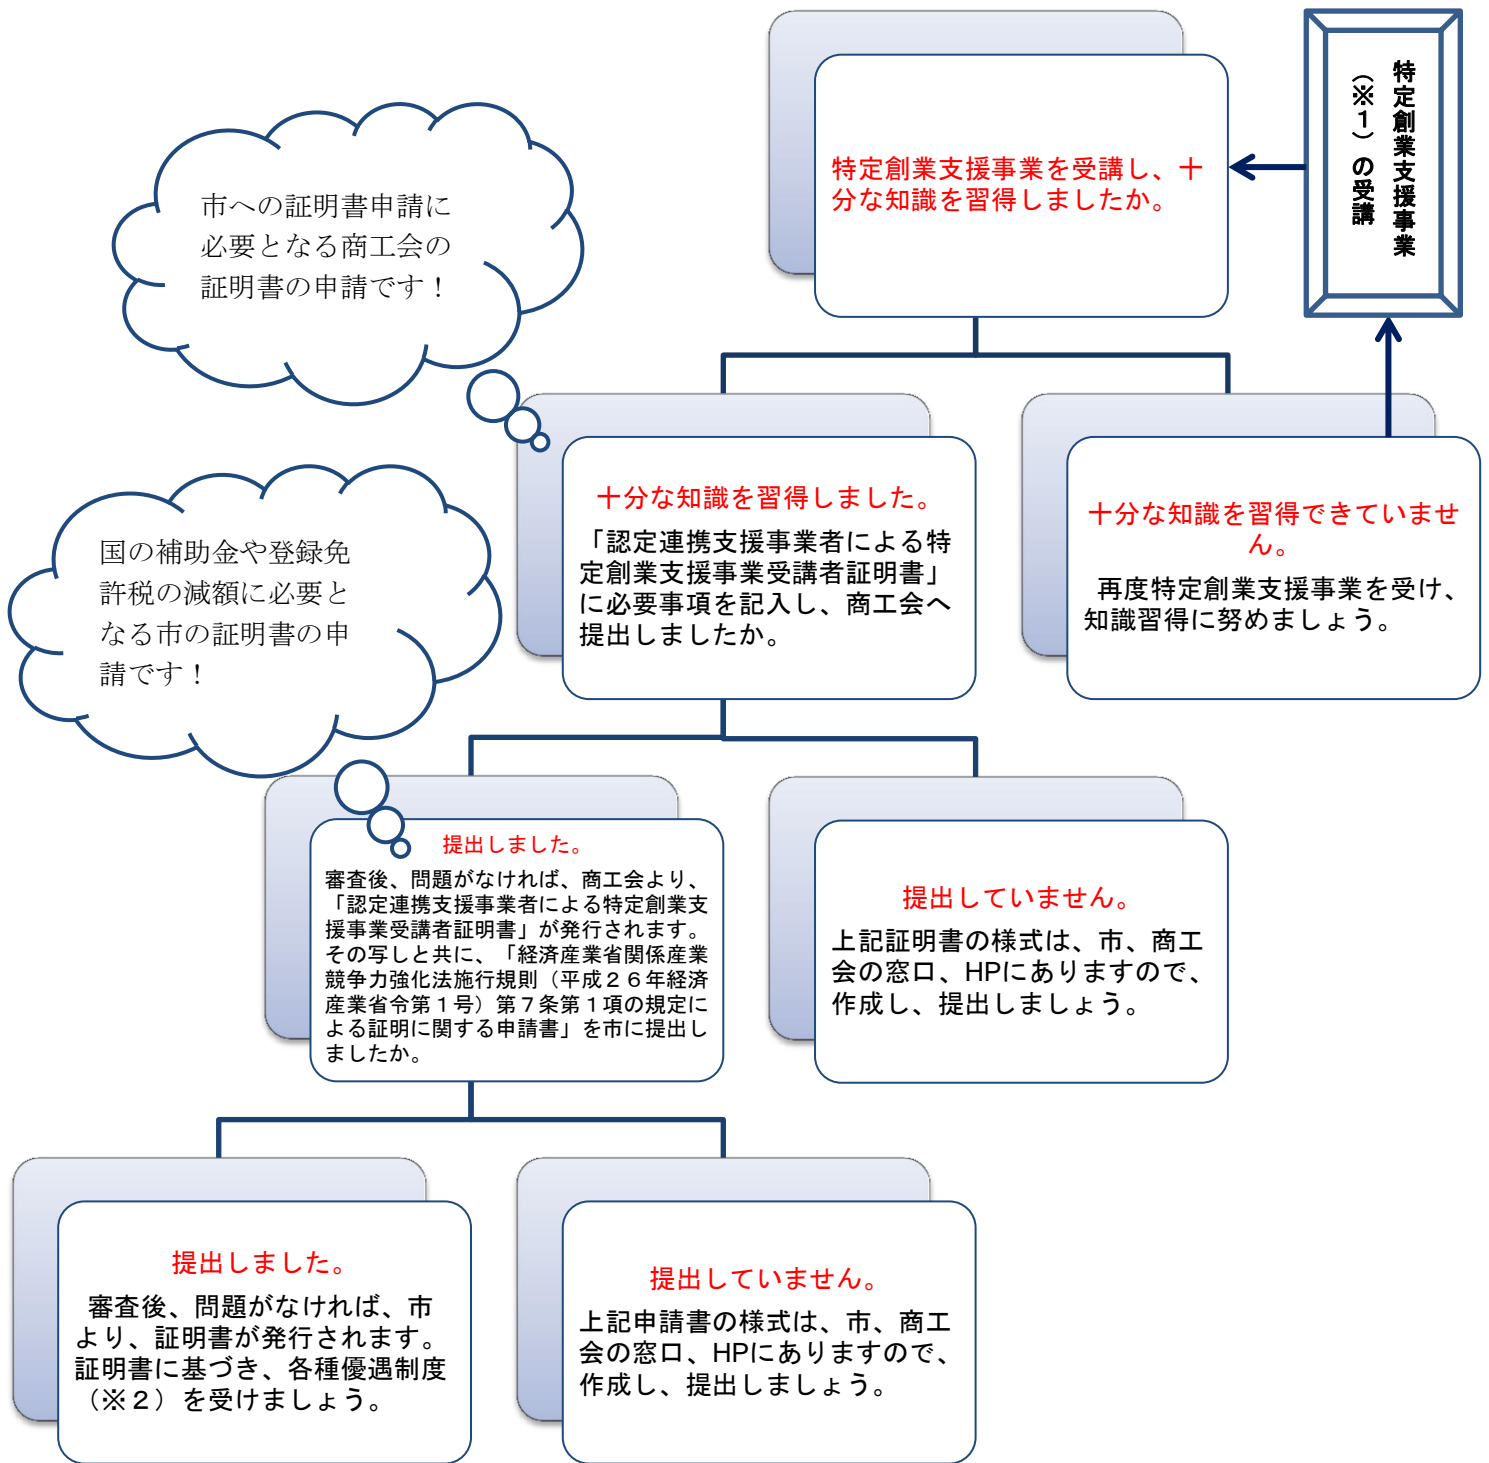 特定創業支援事業
（※１）の受講
特定創業支援事業を受講し、十
分な知識を習得しましたか。
市への証明書申請に
必要となる商工会の
証明書の申請です！
十分な知識を習得しました。
「認定連携支援事業者による特
定創業支援事業受講者証明書」
に必要事項を記入し、商工会へ
提出しましたか。
十分な知識を習得できていませ
ん。
再度特定創業支援事業を受け、
知識習得に努めましょう。
国の補助金や登録免
許税の減額に必要と
なる市の証明書の申
請です！
提出しました。
審査後、問題がなければ、商工会より、
「認定連携支援事業者による特定創業支
援事業受講者証明書」が発行されます。
その写しと共に、「経済産業省関係産業
競争力強化法施行規則（平成２６年経済
産業省令第１号）第７条第１項の規定に
よる証明に関する申請書」を市に提出し
ましたか。
提出していません。
上記証明書の様式は、市、商工
会の窓口、HPにありますので、
作成し、提出しましょう。
提出しました。
審査後、問題がなければ、市
より、証明書が発行されます。
証明書に基づき、各種優遇制度
（※２）を受けましょう。
提出していません。
上記申請書の様式は、市、商工
会の窓口、HPにありますので、
作成し、提出しましょう。